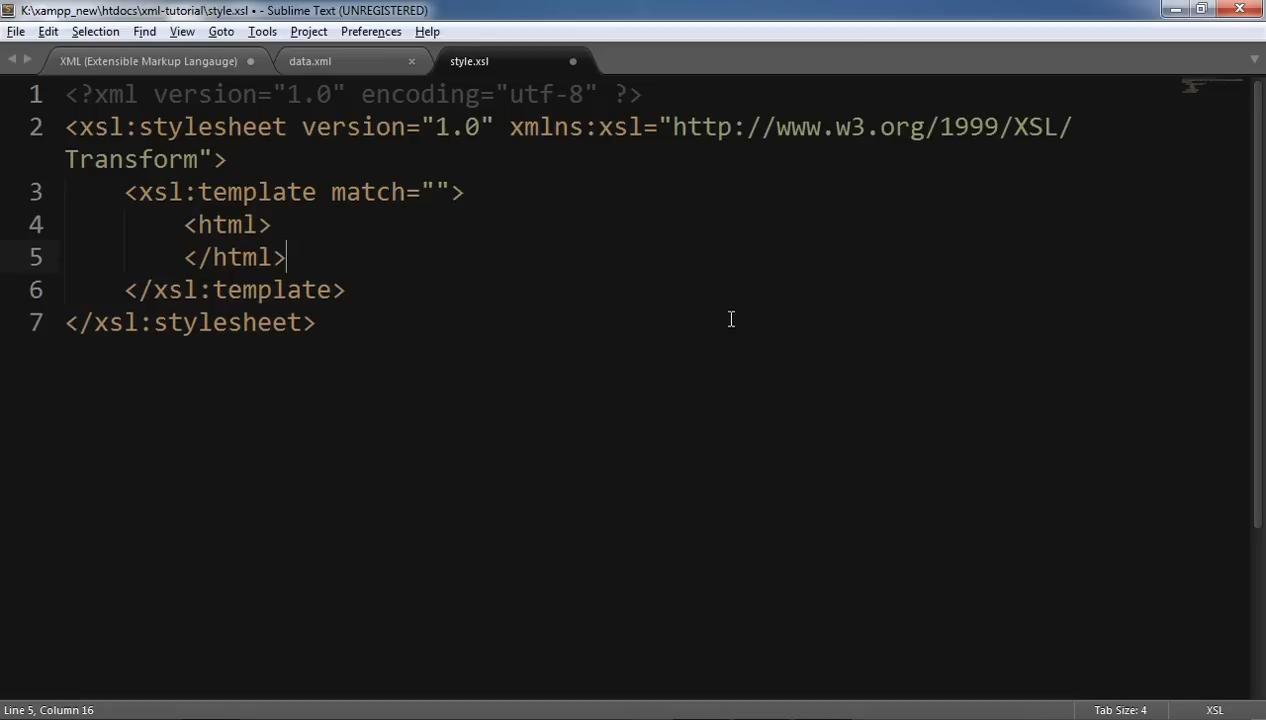 K:\xampp_new\htdocs\xml-tutorial\style.xsl • - Sublime Text (UNREGISTERED)
File Edit Selection Find View Goto Tools Project Preferences Help
XML (Extensible Markup Langauge) data.xml × style.xsl
1 <?xml version="1.0" encoding="utf-8" ?>
2 <xsl:stylesheet version="1.0" xmlns:xsl="http://www.w3.org/1999/XSL/
Transform">
3 <xsl:template match="">
4 <html>
5 </html>
6 </xsl:template>
7 </xsl:stylesheet>
Line 5, Column 16 Tab Size: 4 XSL